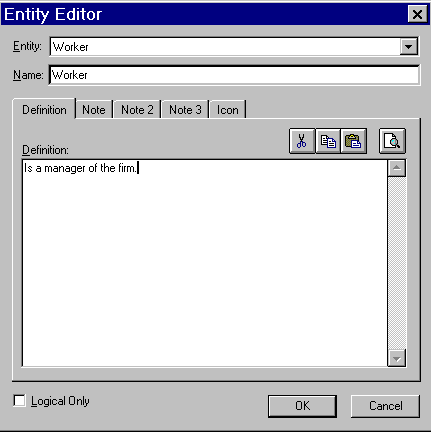 Entity Editor
Entity: Worker
Name: Worker
Definition Note Note 2 Note 3 Icon
Definition:
Is a manager of the firm.
Logical Only OK Cancel